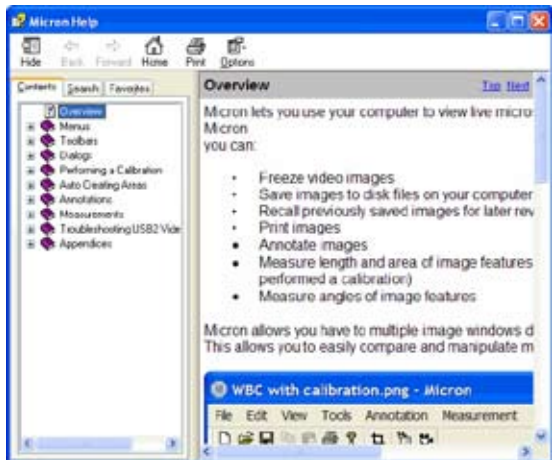 Micron Help
Hide Back Forward Home Print Options
Contents Search Favorites
Overview
Menus
Toolbars
Dialogs
Performing a Calibration
Auto Creating Areas
Annotations
Measurements
Troubleshooting USB2 Vide
Appendices
Overview
Top Next
Micron lets you use your computer to view live micro
Micron
you can:
• Freeze video images
• Save images to disk files on your computer
• Recall previously saved images for later rev
• Print images
• Annotate images
• Measure length and area of image features
performed a calibration)
• Measure angles of image features
Micron allows you have to multiple image windows d
This allows you to easily compare and manipulate m
WBC with calibration.png - Micron
File Edit View Tools Annotation Measurement